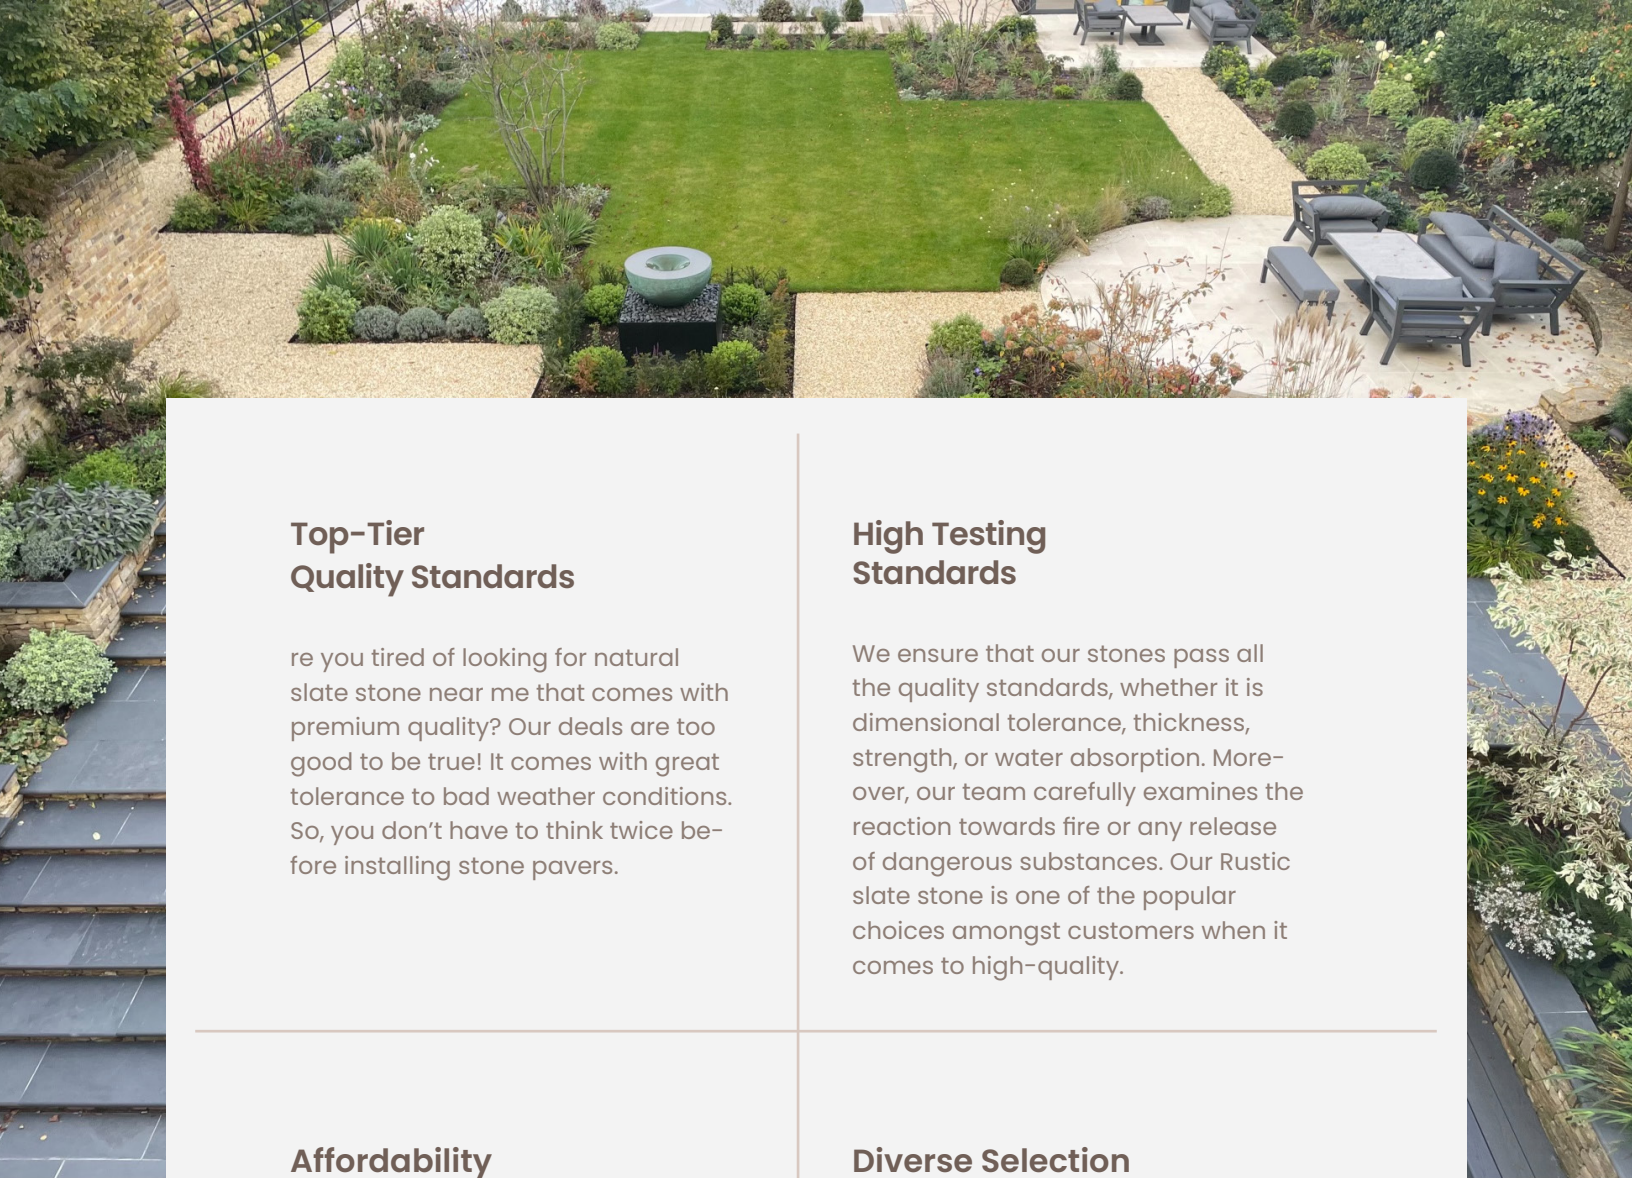 Top-Tier
Quality Standards
re you tired of looking for natural
slate stone near me that comes with
premium quality? Our deals are too
good to be true! It comes with great
tolerance to bad weather conditions.
So, you don’t have to think twice be-
fore installing stone pavers.
High Testing
Standards
We ensure that our stones pass all
the quality standards, whether it is
dimensional tolerance, thickness,
strength, or water absorption. More-
over, our team carefully examines the
reaction towards fire or any release
of dangerous substances. Our Rustic
slate stone is one of the popular
choices amongst customers when it
comes to high-quality.
Affordability
Diverse Selection